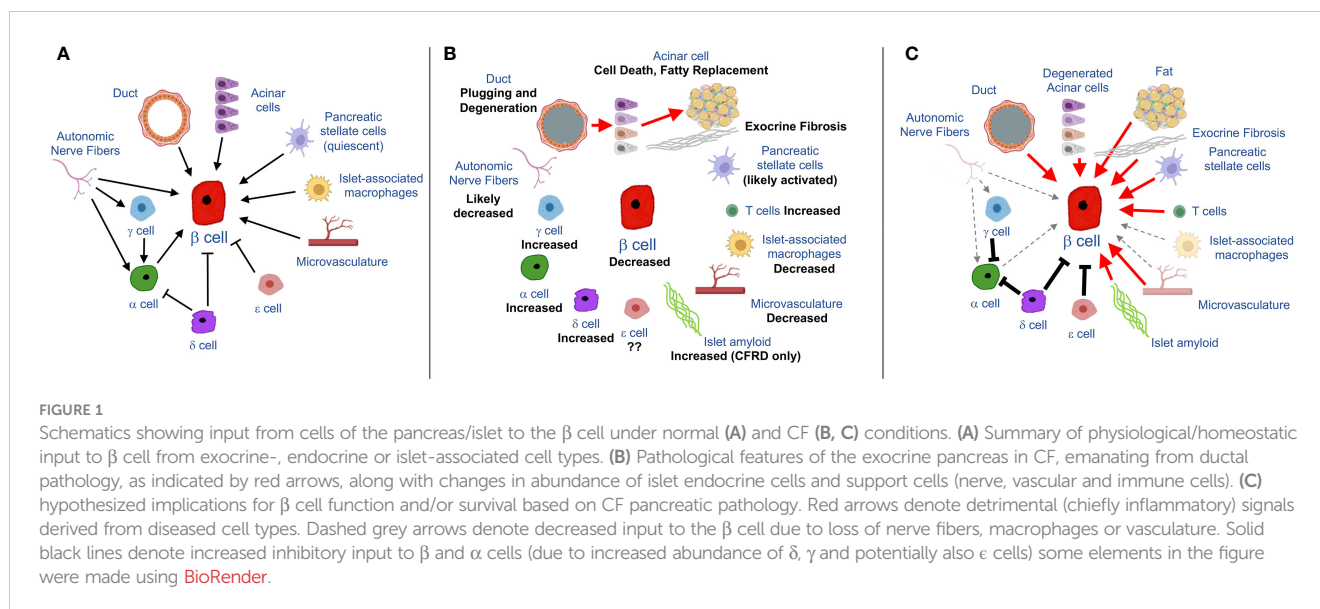 A
Duct
Acinar
cells
Autonomic
Nerve Fibers
Pancreatic
stellate cells
(quiescent)
Islet-associated
macrophages
γ cell
β cell
Microvasculature
α cell
ε cell
δ cell
B
Acinar cell
Cell Death, Fatty Replacement
Duct
Plugging and
Degeneration
Exocrine Fibrosis
Autonomic
Nerve Fibers
Likely
decreased
Pancreatic
stellate cells
(likely activated)
γ cell
Increased
β cell
Decreased
T cells Increased
Islet-associated
macrophages
Decreased
α cell
Increased
δ cell
Increased
ε cell
??
Microvasculature
Decreased
Islet amyloid
Increased (CFRD only)
C
Degenerated
Acinar cells
Fat
Duct
Autonomic
Nerve Fibers
Exocrine Fibrosis
Pancreatic
stellate cells
T cells
γ cell
β cell
Islet-associated
macrophages
α cell
Microvasculature
δ cell
ε cell
Islet amyloid
FIGURE 1
Schematics showing input from cells of the pancreas/islet to the β cell under normal (A) and CF (B, C) conditions. (A) Summary of physiological/homeostatic
input to β cell from exocrine-, endocrine or islet-associated cell types. (B) Pathological features of the exocrine pancreas in CF, emanating from ductal
pathology, as indicated by red arrows, along with changes in abundance of islet endocrine cells and support cells (nerve, vascular and immune cells). (C)
hypothesized implications for β cell function and/or survival based on CF pancreatic pathology. Red arrows denote detrimental (chiefly inflammatory) signals
derived from diseased cell types. Dashed grey arrows denote decreased input to the β cell due to loss of nerve fibers, macrophages or vasculature. Solid
black lines denote increased inhibitory input to β and α cells (due to increased abundance of δ, γ and potentially also ϵ cells) some elements in the figure
were made using BioRender.